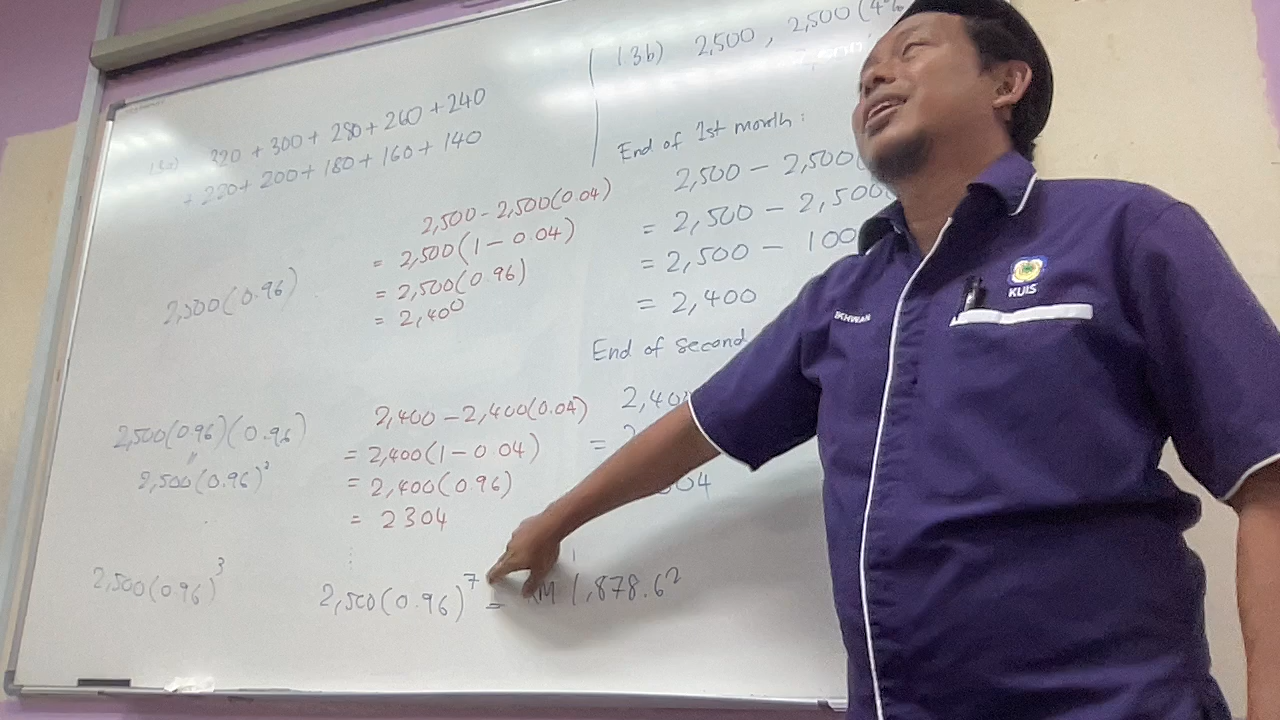 13a) 320 + 300 + 280 + 260 + 240
+ 220 + 200 + 180 + 160 + 140
2,500(0.96)
2,500 - 2,500(0.04)
= 2,500(1 - 0.04)
= 2,500(0.96)
= 2,400
2,500(0.96)(0.96)
"
2,500(0.96)²
2,400 - 2,400(0.04)
= 2,400(1 - 0.04)
= 2,400(0.96)
= 2304
2,500(0.96)³
2,500(0.96)⁷ = RM 1,878.62
13b) 2,500 , 2,500(4%
End of 1st month:
2,500 - 2,500(
= 2,500 - 2,500(
= 2,500 - 100
= 2,400
End of second
2,40
=
04
IKHWAN
KUIS